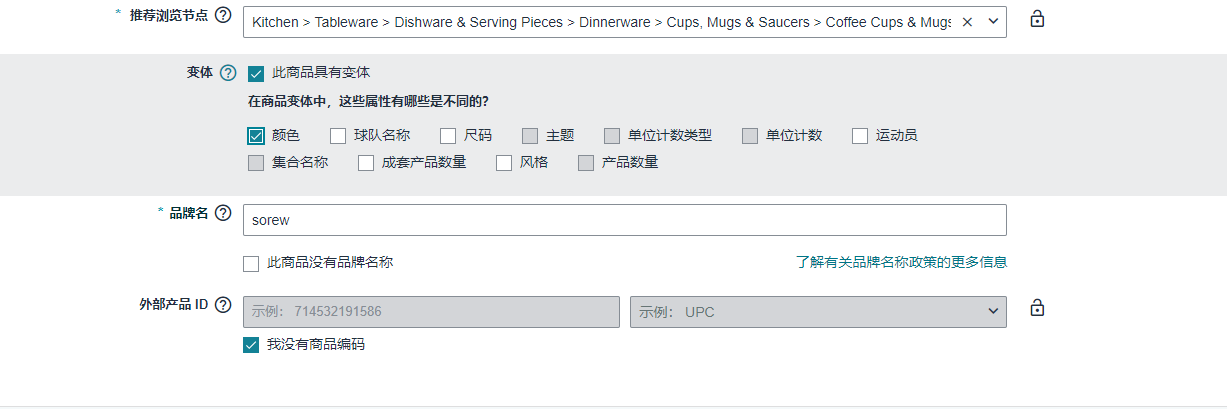 * 推荐浏览节点 ? Kitchen > Tableware > Dishware & Serving Pieces > Dinnerware > Cups, Mugs & Saucers > Coffee Cups & Mugs
变体 ? 此商品具有变体
在商品变体中，这些属性有哪些是不同的?
颜色 球队名称 尺码 主题 单位计数类型 单位计数 运动员
集合名称 成套产品数量 风格 产品数量
* 品牌名 ? sorew
此商品没有品牌名称 了解有关品牌名称政策的更多信息
外部产品 ID ? 示例： 714532191586 示例： UPC
我没有商品编码